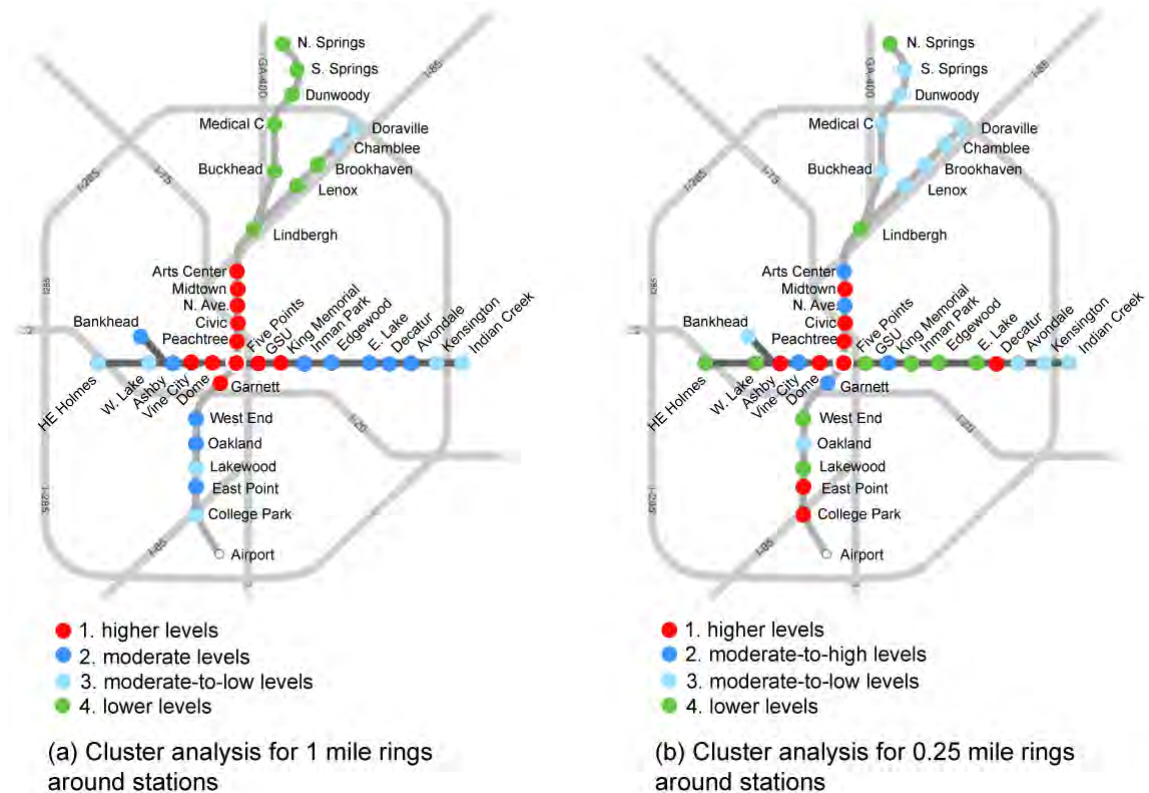 N. Springs
S. Springs
GA-400
I-85
Dunwoody
Medical C
Doraville
Chamblee
Buckhead
Brookhaven
Lenox
I-285
I-75
Lindbergh
Arts Center
I285
Midtown
N. Ave.
Civic
Bankhead
Peachtree
Five Points
GSU
King Memorial
Inman Park
Edgewood
E. Lake
Decatur
Avondale
Kensington
Indian Creek
HE Holmes
W. Lake
Ashby
Vine City
Dome
Garnett
West End
I-20
Oakland
Lakewood
East Point
I-285
College Park
I-85
Airport
1. higher levels
2. moderate levels
3. moderate-to-low levels
4. lower levels
(a) Cluster analysis for 1 mile rings
around stations
N. Springs
S. Springs
GA-400
I-85
Dunwoody
Medical C
Doraville
Chamblee
Buckhead
Brookhaven
Lenox
I-285
I-75
Lindbergh
Arts Center
I285
Midtown
N. Ave.
Civic
Bankhead
Peachtree
Five Points
GSU
King Memorial
Inman Park
Edgewood
E. Lake
Decatur
Avondale
Kensington
Indian Creek
HE Holmes
W. Lake
Ashby
Vine City
Dome
Garnett
West End
I-20
Oakland
Lakewood
East Point
I-285
College Park
I-85
Airport
1. higher levels
2. moderate-to-high levels
3. moderate-to-low levels
4. lower levels
(b) Cluster analysis for 0.25 mile rings
around stations